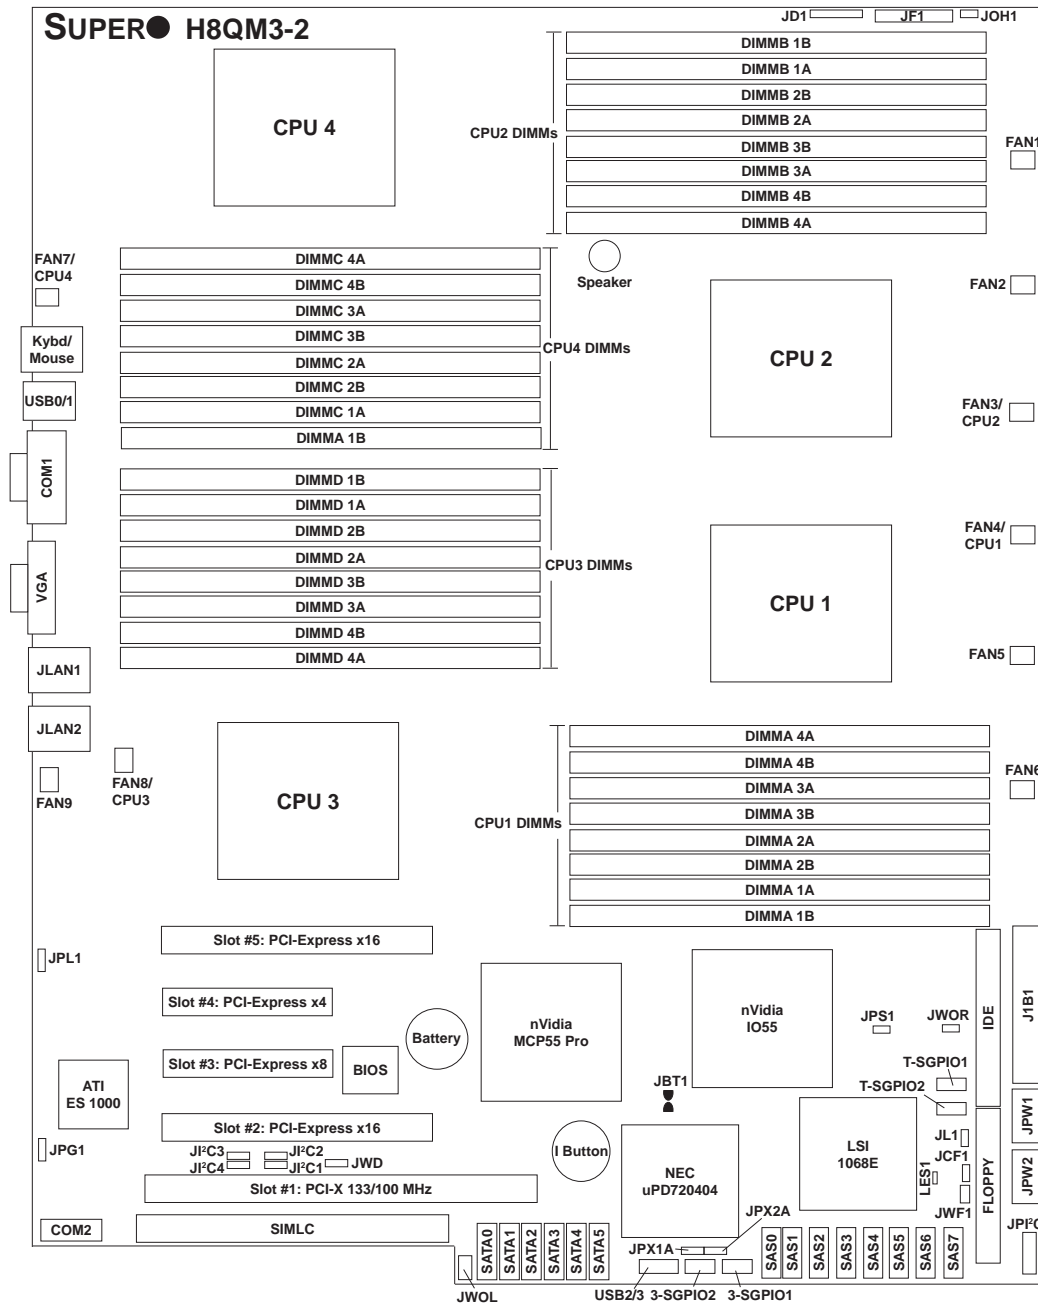 SUPER● H8QM3-2
JD1
JF1
JOH1
DIMMB 1B
DIMMB 1A
DIMMB 2B
DIMMB 2A
DIMMB 3B
DIMMB 3A
DIMMB 4B
DIMMB 4A
CPU2 DIMMs
CPU 4
FAN1
FAN7/
CPU4
DIMMC 4A
DIMMC 4B
DIMMC 3A
DIMMC 3B
DIMMC 2A
DIMMC 2B
DIMMC 1A
DIMMA 1B
CPU4 DIMMs
Speaker
FAN2
Kybd/
Mouse
USB0/1
CPU 2
FAN3/
CPU2
COM1
DIMMD 1B
DIMMD 1A
DIMMD 2B
DIMMD 2A
DIMMD 3B
DIMMD 3A
DIMMD 4B
DIMMD 4A
CPU3 DIMMs
FAN4/
CPU1
VGA
CPU 1
JLAN1
FAN5
JLAN2
FAN9
FAN8/
CPU3
CPU 3
DIMMA 4A
DIMMA 4B
DIMMA 3A
DIMMA 3B
DIMMA 2A
DIMMA 2B
DIMMA 1A
DIMMA 1B
CPU1 DIMMs
FAN6
Slot #5: PCI-Express x16
JPL1
Slot #4: PCI-Express x4
Battery
nVidia
MCP55 Pro
nVidia
IO55
JPS1
JWOR
IDE
J1B1
Slot #3: PCI-Express x8
BIOS
ATI
ES 1000
JBT1
T-SGPIO1
T-SGPIO2
Slot #2: PCI-Express x16
JPG1
JI²C3
JI²C2
JI²C4
JI²C1
JWD
I Button
NEC
uPD720404
LSI
1068E
JL1
JCF1
LES1
JWF1
FLOPPY
JPW1
JPW2
Slot #1: PCI-X 133/100 MHz
COM2
SIMLC
JPX2A
JPX1A
JPI²C
SATA0
SATA1
SATA2
SATA3
SATA4
SATA5
SAS0
SAS1
SAS2
SAS3
SAS4
SAS5
SAS6
SAS7
JWOL
USB2/3
3-SGPIO2
3-SGPIO1